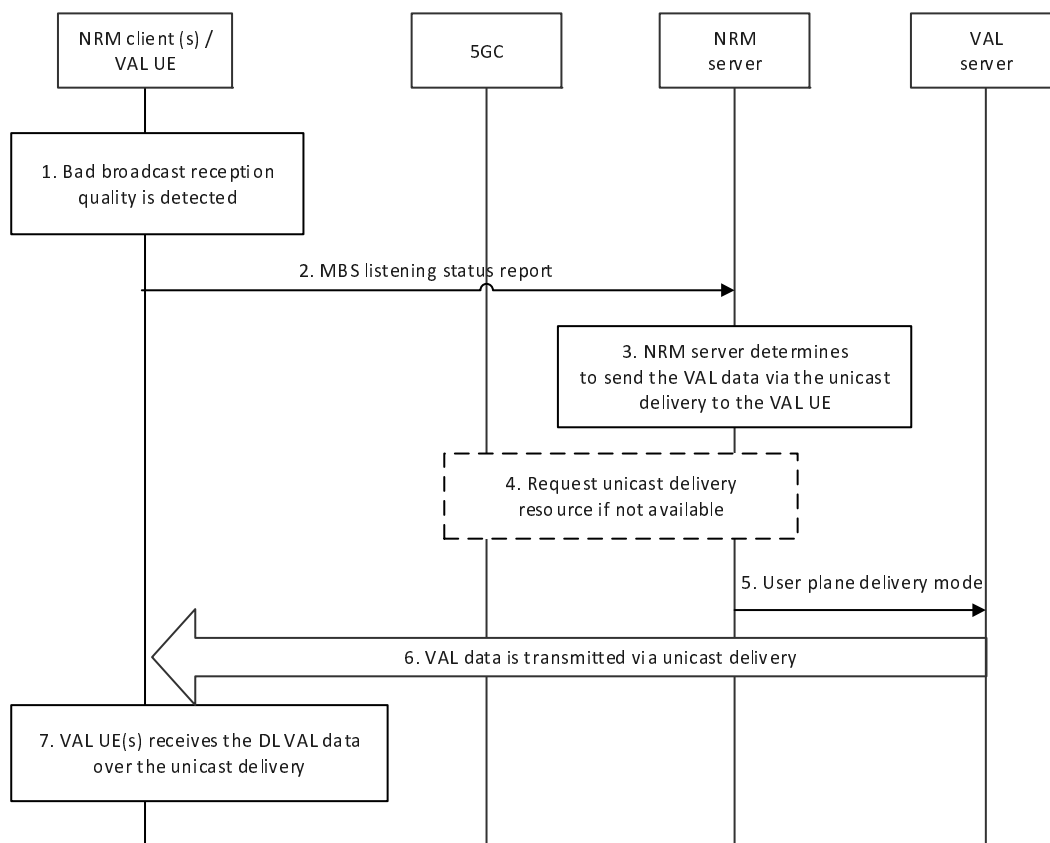 NRM client(s) /
VAL UE
5GC
NRM
server
VAL
server
1. Bad broadcast reception
quality is detected
2. MBS listening status report
3. NRM server determines
to send the VAL data via the unicast
delivery to the VAL UE
4. Request unicast delivery
resource if not available
5. User plane delivery mode
6. VAL data is transmitted via unicast delivery
7. VAL UE(s) receives the DL VAL data
over the unicast delivery